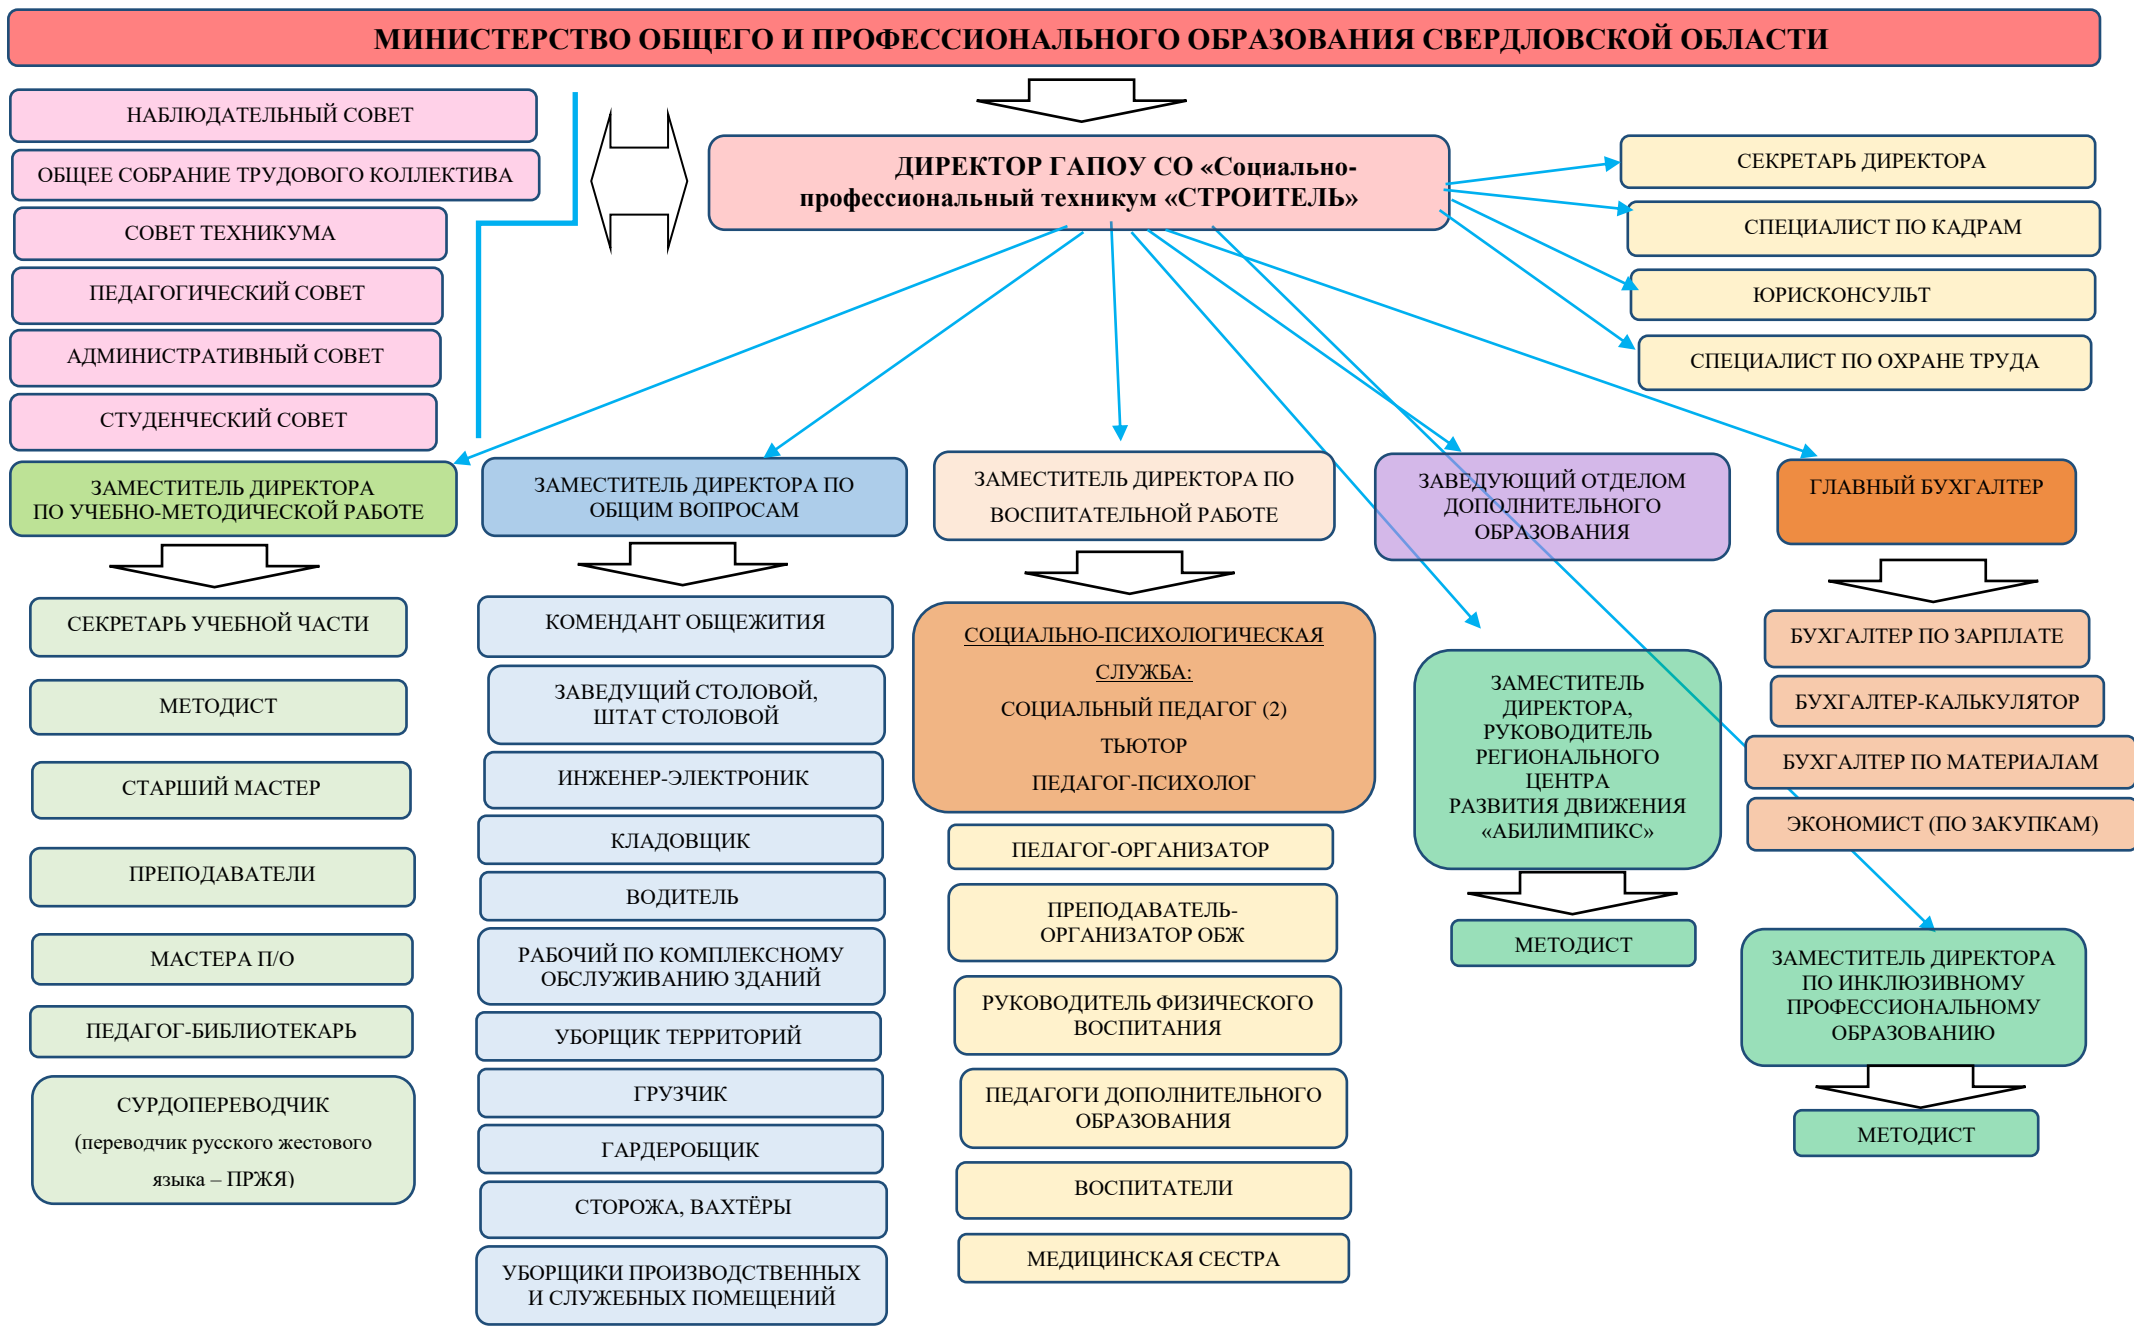 МИНИСТЕРСТВО ОБЩЕГО И ПРОФЕССИОНАЛЬНОГО ОБРАЗОВАНИЯ СВЕРДЛОВСКОЙ ОБЛАСТИ
НАБЛЮДАТЕЛЬНЫЙ СОВЕТ
ОБЩЕЕ СОБРАНИЕ ТРУДОВОГО КОЛЛЕКТИВА
СОВЕТ ТЕХНИКУМА
ПЕДАГОГИЧЕСКИЙ СОВЕТ
АДМИНИСТРАТИВНЫЙ СОВЕТ
СТУДЕНЧЕСКИЙ СОВЕТ
ДИРЕКТОР ГАПОУ СО «Социально-
профессиональный техникум «СТРОИТЕЛЬ»
СЕКРЕТАРЬ ДИРЕКТОРА
СПЕЦИАЛИСТ ПО КАДРАМ
ЮРИСКОНСУЛЬТ
СПЕЦИАЛИСТ ПО ОХРАНЕ ТРУДА
ЗАМЕСТИТЕЛЬ ДИРЕКТОРА
ПО УЧЕБНО-МЕТОДИЧЕСКОЙ РАБОТЕ
СЕКРЕТАРЬ УЧЕБНОЙ ЧАСТИ
МЕТОДИСТ
СТАРШИЙ МАСТЕР
ПРЕПОДАВАТЕЛИ
МАСТЕРА П/О
ПЕДАГОГ-БИБЛИОТЕКАРЬ
СУРДОПЕРЕВОДЧИК
(переводчик русского жестового
языка – ПРЖЯ)
ЗАМЕСТИТЕЛЬ ДИРЕКТОРА ПО
ОБЩИМ ВОПРОСАМ
КОМЕНДАНТ ОБЩЕЖИТИЯ
ЗАВЕДУЩИЙ СТОЛОВОЙ,
ШТАТ СТОЛОВОЙ
ИНЖЕНЕР-ЭЛЕКТРОНИК
КЛАДОВЩИК
ВОДИТЕЛЬ
РАБОЧИЙ ПО КОМПЛЕКСНОМУ
ОБСЛУЖИВАНИЮ ЗДАНИЙ
УБОРЩИК ТЕРРИТОРИЙ
ГРУЗЧИК
ГАРДЕРОБЩИК
СТОРОЖА, ВАХТЁРЫ
УБОРЩИКИ ПРОИЗВОДСТВЕННЫХ
И СЛУЖЕБНЫХ ПОМЕЩЕНИЙ
ЗАМЕСТИТЕЛЬ ДИРЕКТОРА ПО
ВОСПИТАТЕЛЬНОЙ РАБОТЕ
СОЦИАЛЬНО-ПСИХОЛОГИЧЕСКАЯ
СЛУЖБА:
СОЦИАЛЬНЫЙ ПЕДАГОГ (2)
ТЬЮТОР
ПЕДАГОГ-ПСИХОЛОГ
ПЕДАГОГ-ОРГАНИЗАТОР
ПРЕПОДАВАТЕЛЬ-
ОРГАНИЗАТОР ОБЖ
РУКОВОДИТЕЛЬ ФИЗИЧЕСКОГО
ВОСПИТАНИЯ
ПЕДАГОГИ ДОПОЛНИТЕЛЬНОГО
ОБРАЗОВАНИЯ
ВОСПИТАТЕЛИ
МЕДИЦИНСКАЯ СЕСТРА
ЗАВЕДУЮЩИЙ ОТДЕЛОМ
ДОПОЛНИТЕЛЬНОГО
ОБРАЗОВАНИЯ
ЗАМЕСТИТЕЛЬ
ДИРЕКТОРА,
РУКОВОДИТЕЛЬ
РЕГИОНАЛЬНОГО
ЦЕНТРА
РАЗВИТИЯ ДВИЖЕНИЯ
«АБИЛИМПИКС»
МЕТОДИСТ
ГЛАВНЫЙ БУХГАЛТЕР
БУХГАЛТЕР ПО ЗАРПЛАТЕ
БУХГАЛТЕР-КАЛЬКУЛЯТОР
БУХГАЛТЕР ПО МАТЕРИАЛАМ
ЭКОНОМИСТ (ПО ЗАКУПКАМ)
ЗАМЕСТИТЕЛЬ ДИРЕКТОРА
ПО ИНКЛЮЗИВНОМУ
ПРОФЕССИОНАЛЬНОМУ
ОБРАЗОВАНИЮ
МЕТОДИСТ